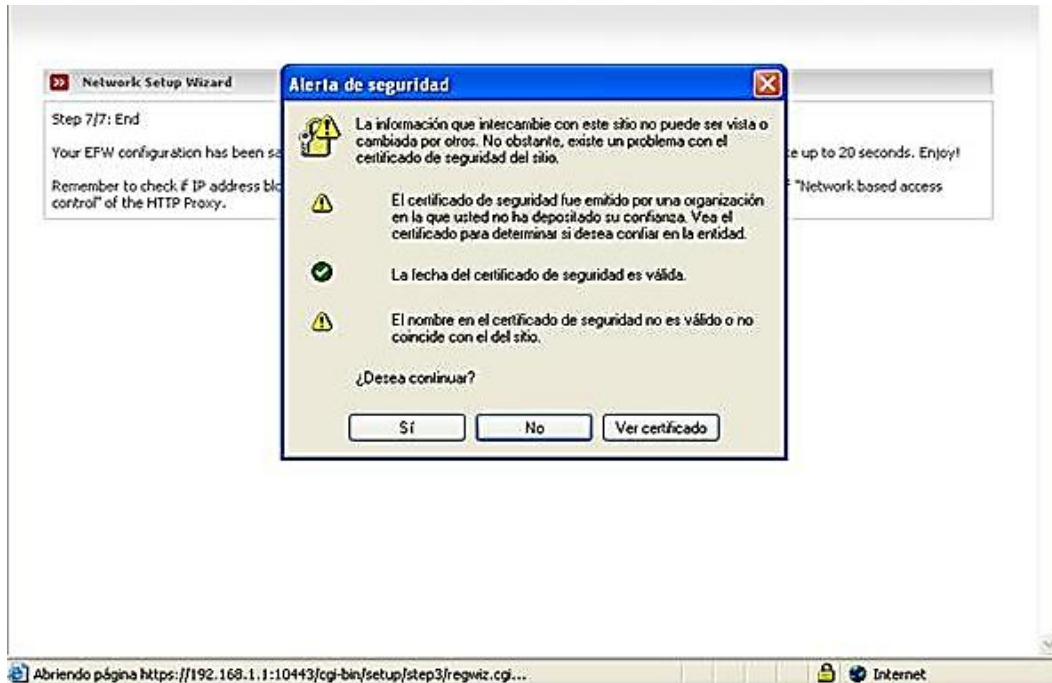 Network Setup Wizard
Alerta de seguridad
Step 7/7: End
La información que intercambie con este sitio no puede ser vista o
cambiada por otros. No obstante, existe un problema con el
certificado de seguridad del sitio.
Your EFW configuration has been sa
e up to 20 seconds. Enjoy!
Remember to check if IP address blo
"Network based access
control" of the HTTP Proxy.
El certificado de seguridad fue emitido por una organización
en la que usted no ha depositado su confianza. Vea el
certificado para determinar si desea confiar en la entidad.
La fecha del certificado de seguridad es válida.
El nombre en el certificado de seguridad no es válido o no
coincide con el del sitio.
¿Desea continuar?
Sí
No
Ver certificado
Abriendo página https://192.168.1.1:10443/cgi-bin/setup/step3/regwiz.cgi...
Internet